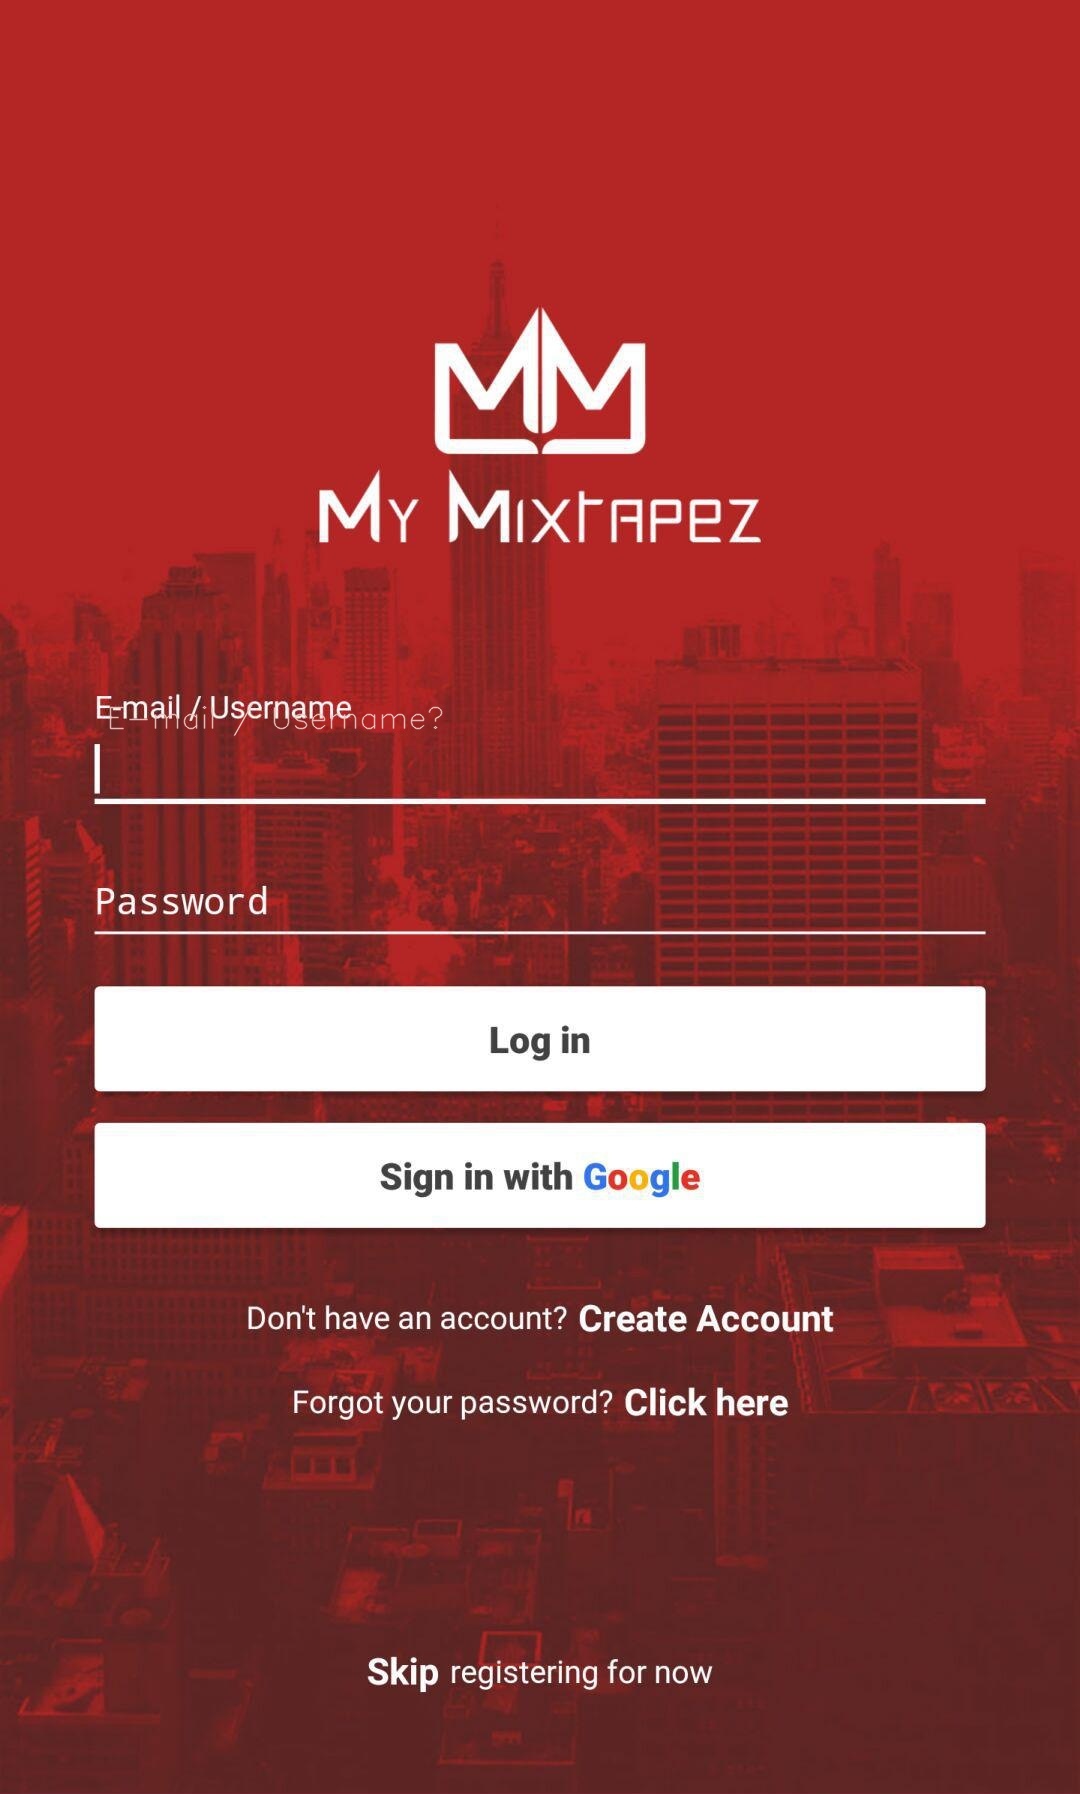 My Mixtapez
E-mail / Username
E-mail / Username?
Password
Log in
Sign in with Google
Don't have an account? Create Account
Forgot your password? Click here
Skip registering for now